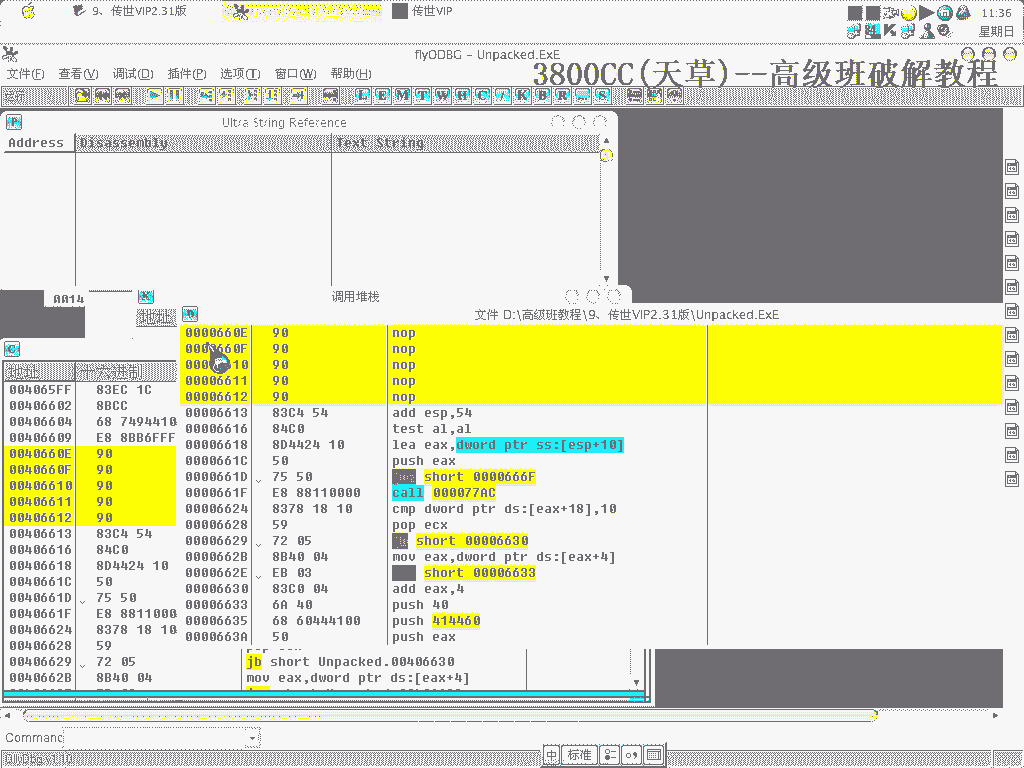 9、传世VIP2.31版 传世VIP 11:36
星期日
flyODBG - Unpacked.ExE
文件(F) 查看(V) 调试(D) 插件(P) 选项(T) 窗口(W) 帮助(H)
3800CC(天草)--高级班破解教程
L E M T W H C / K B R ... S
Ultra String Reference
Address Disassembly Text String
AA14 调用堆栈
地址
文件 D:\高级班教程\9、传世VIP2.31版\Unpacked.ExE
0000660E 90 nop
0000660F 90 nop
10 90 nop
00006611 90 nop
00006612 90 nop
00006613 83C4 54 add esp,54
00006616 84C0 test al,al
00006618 8D4424 10 lea eax,dword ptr ss:[esp+10]
0000661C 50 push eax
0000661D 75 50 short 0000666F
0000661F E8 88110000 call 000077AC
00006624 8378 18 10 cmp dword ptr ds:[eax+18],10
00006628 59 pop ecx
00006629 72 05 short 00006630
0000662B 8B40 04 mov eax,dword ptr ds:[eax+4]
0000662E EB 03 short 00006633
00006630 83C0 04 add eax,4
00006633 6A 40 push 40
00006635 68 60444100 push 414460
0000663A 50 push eax
地址 十六进制
004065FF 83EC 1C
00406602 8BCC
00406604 68 7494410
00406609 E8 8BB6FFF
0040660E 90
0040660F 90
00406610 90
00406611 90
00406612 90
00406613 83C4 54
00406616 84C0
00406618 8D4424 10
0040661C 50
0040661D 75 50
0040661F E8 8811000
00406624 8378 18 10
00406628 59
00406629 72 05 jb short Unpacked.00406630
0040662B 8B40 04 mov eax,dword ptr ds:[eax+4]
Command
中 标准